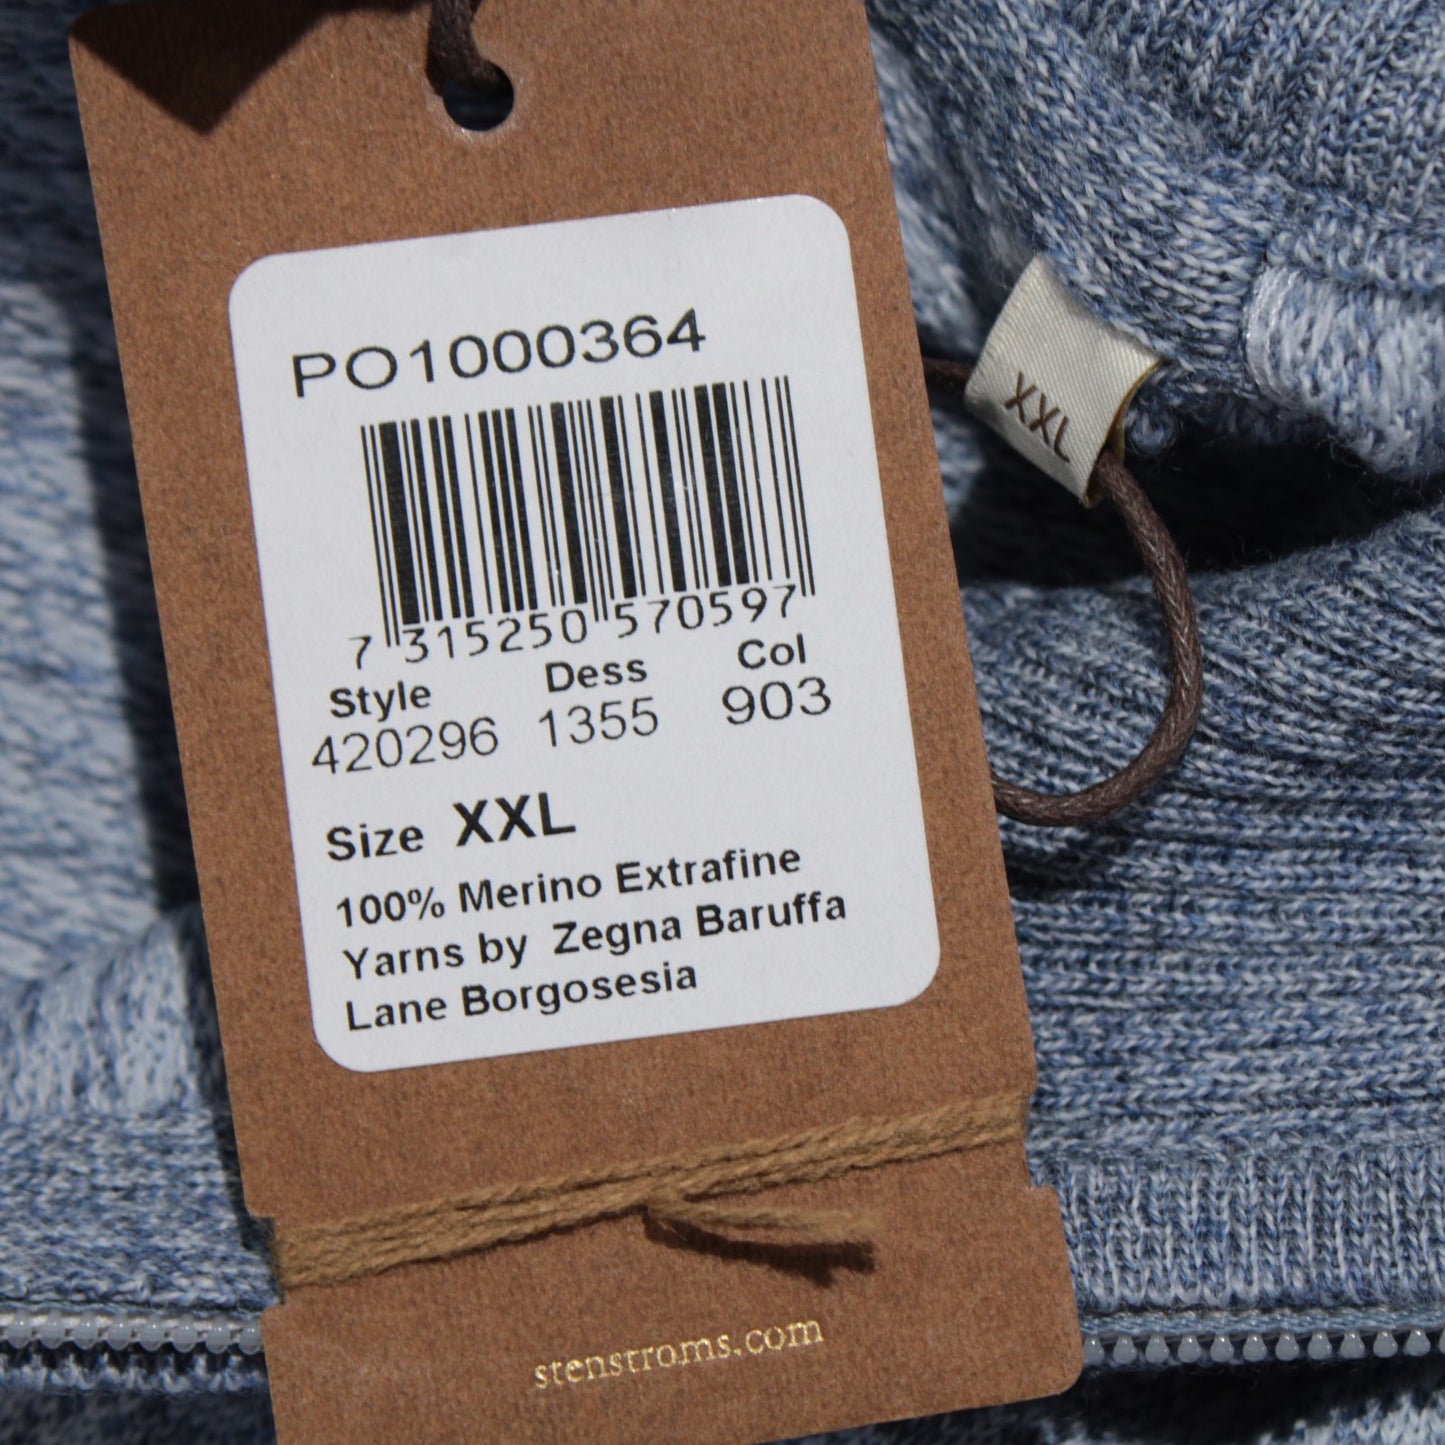 PO1000364
7 315250 570597
Style Dess Col
420296 1355 903
Size XXL
100% Merino Extrafine
Yarns by Zegna Baruffa
Lane Borgosesia
stenstroms.com
XXL